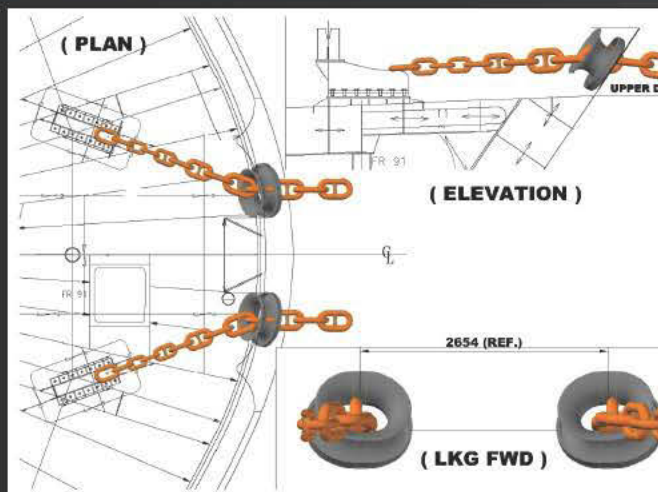 ( PLAN )
UPPER D
FR 91
( ELEVATION )
℄
FR 91
2654 (REF.)
( LKG FWD )